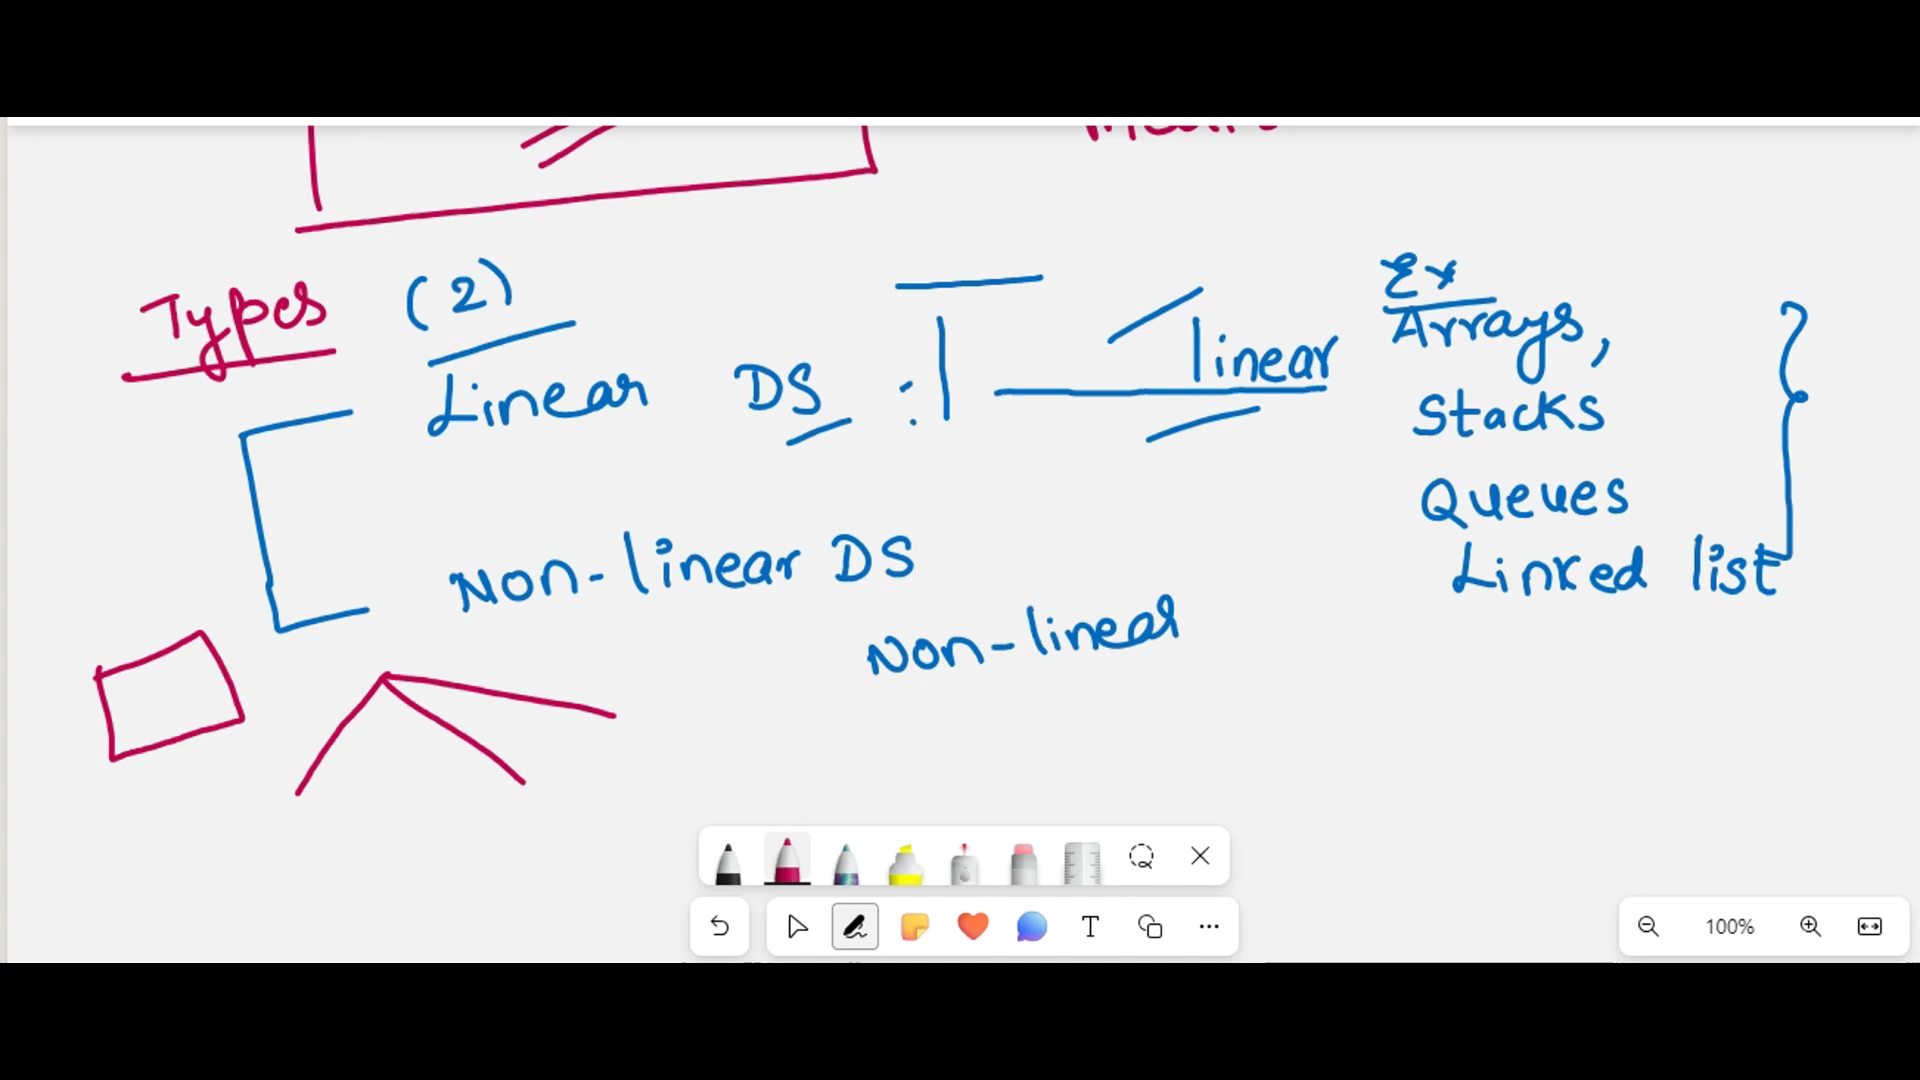 Types (2)
Linear DS :
linear
Ex
Arrays,
Stacks
Queues
Linked list
Non-linear DS
Non-linear
100%